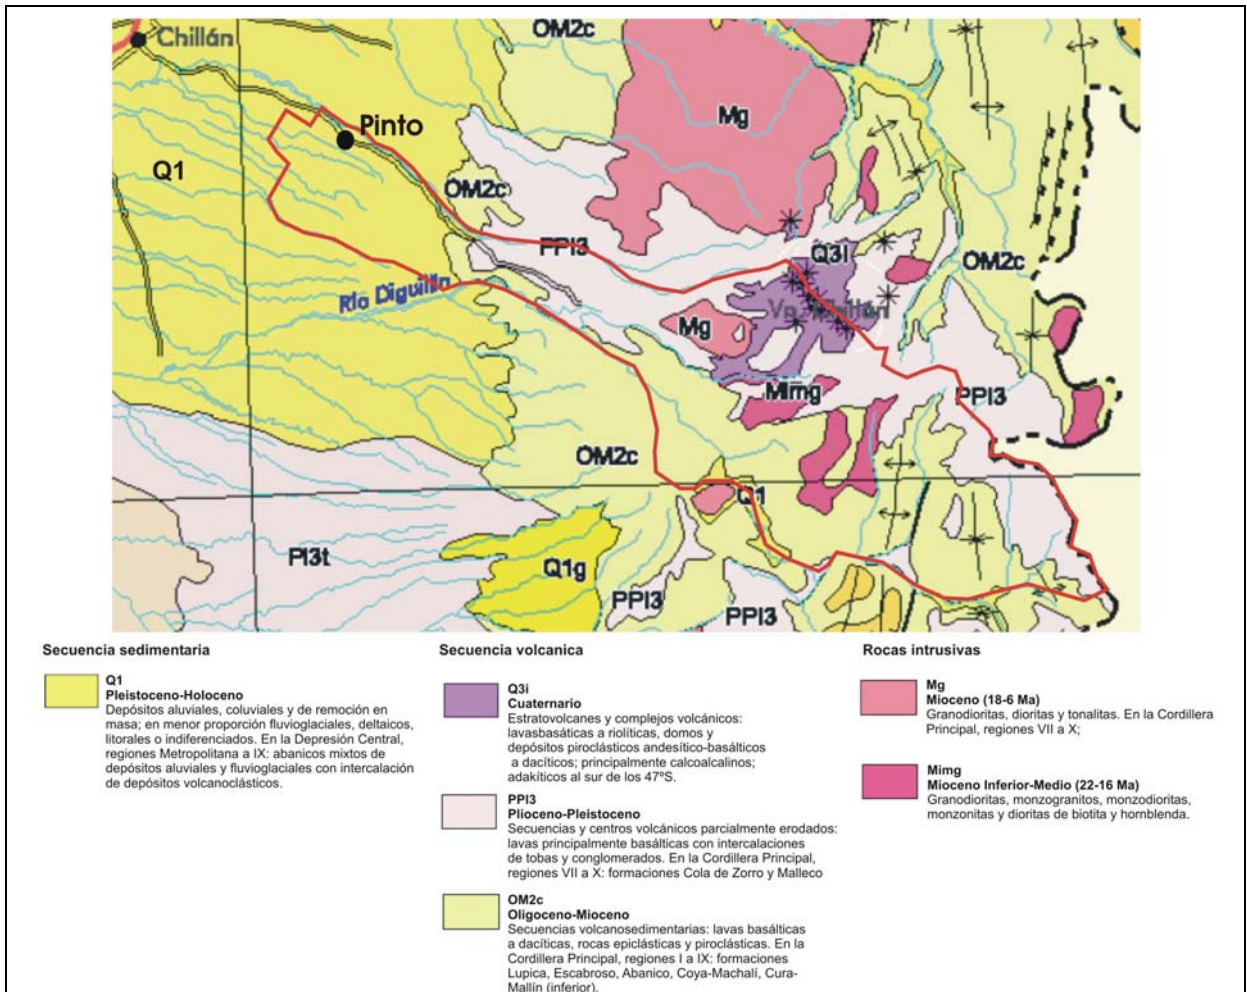 OM2c
Chillán
Mg
Pinto
Q1
OM2c
PPI3
Q3I
OM2c
Río Diguillín
Mg
Mimg
PPI3
OM2c
Q1
PI3t
Q1g
PPI3
PPI3
Secuencia sedimentaria
Q1
Pleistoceno-Holoceno
Depósitos aluviales, coluviales y de remoción en
masa; en menor proporción fluvioglaciales, deltaicos,
litorales o indiferenciados. En la Depresión Central,
regiones Metropolitana a IX: abanicos mixtos de
depósitos aluviales y fluvioglaciales con intercalación
de depósitos volcanoclásticos.
Secuencia volcanica
Q3i
Cuaternario
Estratovolcanes y complejos volcánicos:
lavasbasáticas a riolíticas, domos y
depósitos piroclásticos andesítico-basálticos
a dacíticos; principalmente calcoalcalinos;
adakíticos al sur de los 47ºS.
PPI3
Plioceno-Pleistoceno
Secuencias y centros volcánicos parcialmente erodados:
lavas principalmente basálticas con intercalaciones
de tobas y conglomerados. En la Cordillera Principal,
regiones VII a X: formaciones Cola de Zorro y Malleco
OM2c
Oligoceno-Mioceno
Secuencias volcanosedimentarias: lavas basálticas
a dacíticas, rocas epiclásticas y piroclásticas. En la
Cordillera Principal, regiones I a IX: formaciones
Lupica, Escabroso, Abanico, Coya-Machalí, Cura-
Mallín (inferior).
Rocas intrusivas
Mg
Mioceno (18-6 Ma)
Granodioritas, dioritas y tonalitas. En la Cordillera
Principal, regiones VII a X;
Mimg
Mioceno Inferior-Medio (22-16 Ma)
Granodioritas, monzogranitos, monzodioritas,
monzonitas y dioritas de biotita y hornblenda.